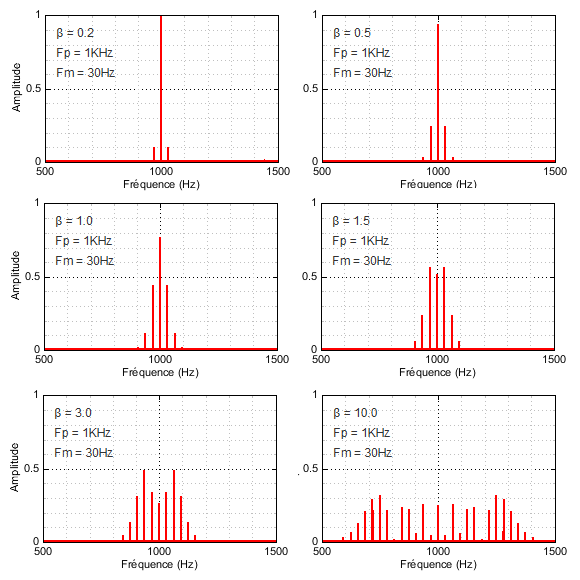 1
β = 0.2
Fp = 1KHz
Fm = 30Hz
Amplitude
0.5
0
500
1000
1500
Fréquence (Hz)
1
β = 0.5
Fp = 1KHz
Fm = 30Hz
0.5
0
500
1000
1500
Fréquence (Hz)
1
β = 1.0
Fp = 1KHz
Fm = 30Hz
Amplitude
0.5
0
500
1000
1500
Fréquence (Hz)
1
β = 1.5
Fp = 1KHz
Fm = 30Hz
0.5
0
500
1000
1500
Fréquence (Hz)
1
β = 3.0
Fp = 1KHz
Fm = 30Hz
Amplitude
0.5
0
500
1000
1500
Fréquence (Hz)
1
β = 10.0
Fp = 1KHz
Fm = 30Hz
0.5
0
500
1000
1500
Fréquence (Hz)